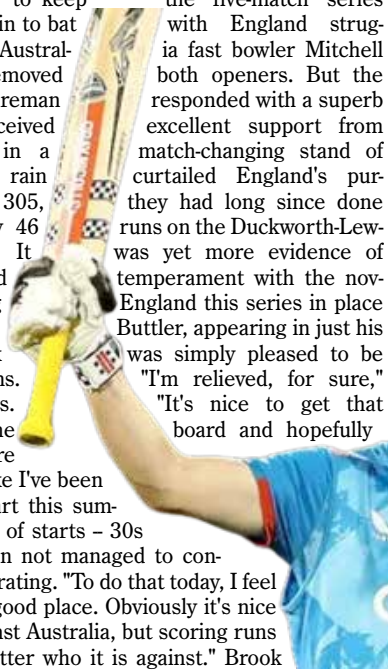 to keep the five-match series
in to bat with England strug-
Austral- ia fast bowler Mitchell
emoved both openers. But the
reman responded with a superb
ceived excellent support from
in a match-changing stand of
rain curtailed England's pur-
305, they had long since done
46 runs on the Duckworth-Lew-
It was yet more evidence of
temperament with the nov-
England this series in place
Buttler, appearing in just his
was simply pleased to be
ns. "I'm relieved, for sure,"
s. "It's nice to get that
ne board and hopefully
re
ke I've been
art this sum-
of starts – 30s
n not managed to con-
rating. "To do that today, I feel
good place. Obviously it's nice
nst Australia, but scoring runs
tter who it is against." Brook